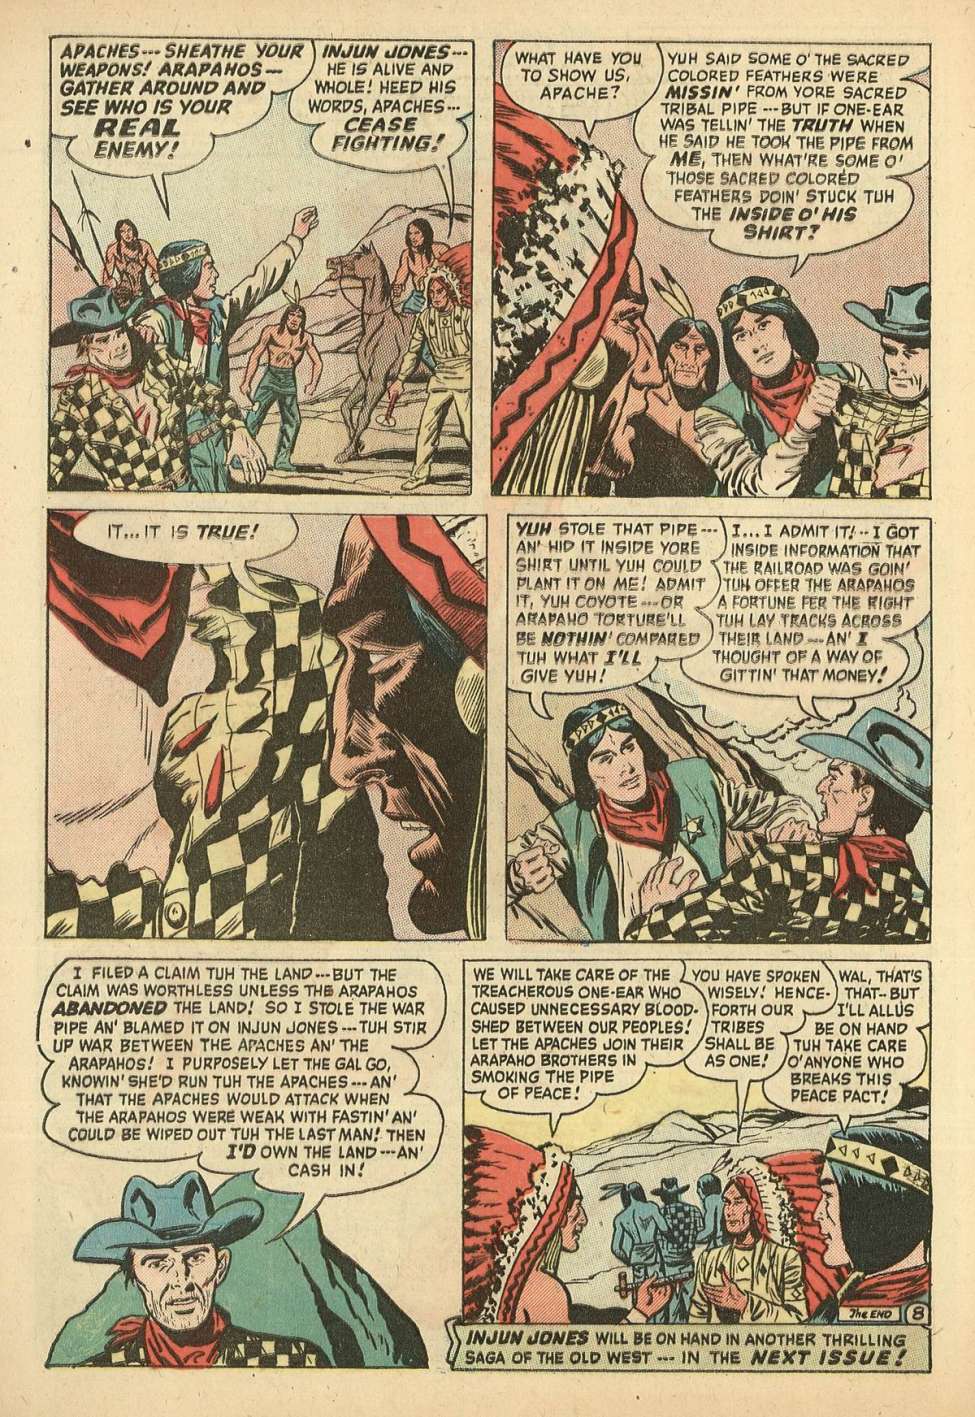 APACHES--- SHEATHE YOUR
WEAPONS! ARAPAHOS—
GATHER AROUND AND
SEE WHO IS YOUR
REAL
ENEMY!
INJUN JONES---
HE IS ALIVE AND
WHOLE! HEED HIS
WORDS, APACHES---
CEASE
FIGHTING!
WHAT HAVE YOU
TO SHOW US,
APACHE?
YUH SAID SOME O' THE SACRED
COLORED FEATHERS WERE
MISSIN' FROM YORE SACRED
TRIBAL PIPE --- BUT IF ONE-EAR
WAS TELLIN' THE TRUTH WHEN
HE SAID HE TOOK THE PIPE FROM
ME, THEN WHAT'RE SOME O'
THOSE SACRED COLORED
FEATHERS DOIN' STUCK TUH
THE INSIDE O' HIS
SHIRT?
IT... IT IS TRUE!
YUH STOLE THAT PIPE ---
AN' HID IT INSIDE YORE
SHIRT UNTIL YUH COULD
PLANT IT ON ME! ADMIT
IT, YUH COYOTE --- OR
ARAPAHO TORTURE'LL
BE NOTHIN' COMPARED
TUH WHAT I'LL
GIVE YUH!
I... I ADMIT IT! -- I GOT
INSIDE INFORMATION THAT
THE RAILROAD WAS GOIN'
TUH OFFER THE ARAPAHOS
A FORTUNE FER THE RIGHT
TUH LAY TRACKS ACROSS
THEIR LAND --- AN' I
THOUGHT OF A WAY OF
GITTIN' THAT MONEY!
I FILED A CLAIM TUH THE LAND --- BUT THE
CLAIM WAS WORTHLESS UNLESS THE ARAPAHOS
ABANDONED THE LAND! SO I STOLE THE WAR
PIPE AN' BLAMED IT ON INJUN JONES --- TUH STIR
UP WAR BETWEEN THE APACHES AN' THE
ARAPAHOS! I PURPOSELY LET THE GAL GO,
KNOWIN' SHE'D RUN TUH THE APACHES --- AN'
THAT THE APACHES WOULD ATTACK WHEN
THE ARAPAHOS WERE WEAK WITH FASTIN' AN'
COULD BE WIPED OUT TUH THE LAST MAN! THEN
I'D OWN THE LAND --- AN'
CASH IN!
WE WILL TAKE CARE OF THE
TREACHEROUS ONE-EAR WHO
CAUSED UNNECESSARY BLOOD-
SHED BETWEEN OUR PEOPLES!
LET THE APACHES JOIN THEIR
ARAPAHO BROTHERS IN
SMOKING THE PIPE
OF PEACE!
YOU HAVE SPOKEN
WISELY! HENCE-
FORTH OUR
TRIBES
SHALL BE
AS ONE!
WAL, THAT'S
THAT-- BUT
I'LL ALLUS
BE ON HAND
TUH TAKE CARE
O' ANYONE WHO
BREAKS THIS
PEACE PACT!
The END 8
INJUN JONES WILL BE ON HAND IN ANOTHER THRILLING
SAGA OF THE OLD WEST --- IN THE NEXT ISSUE!